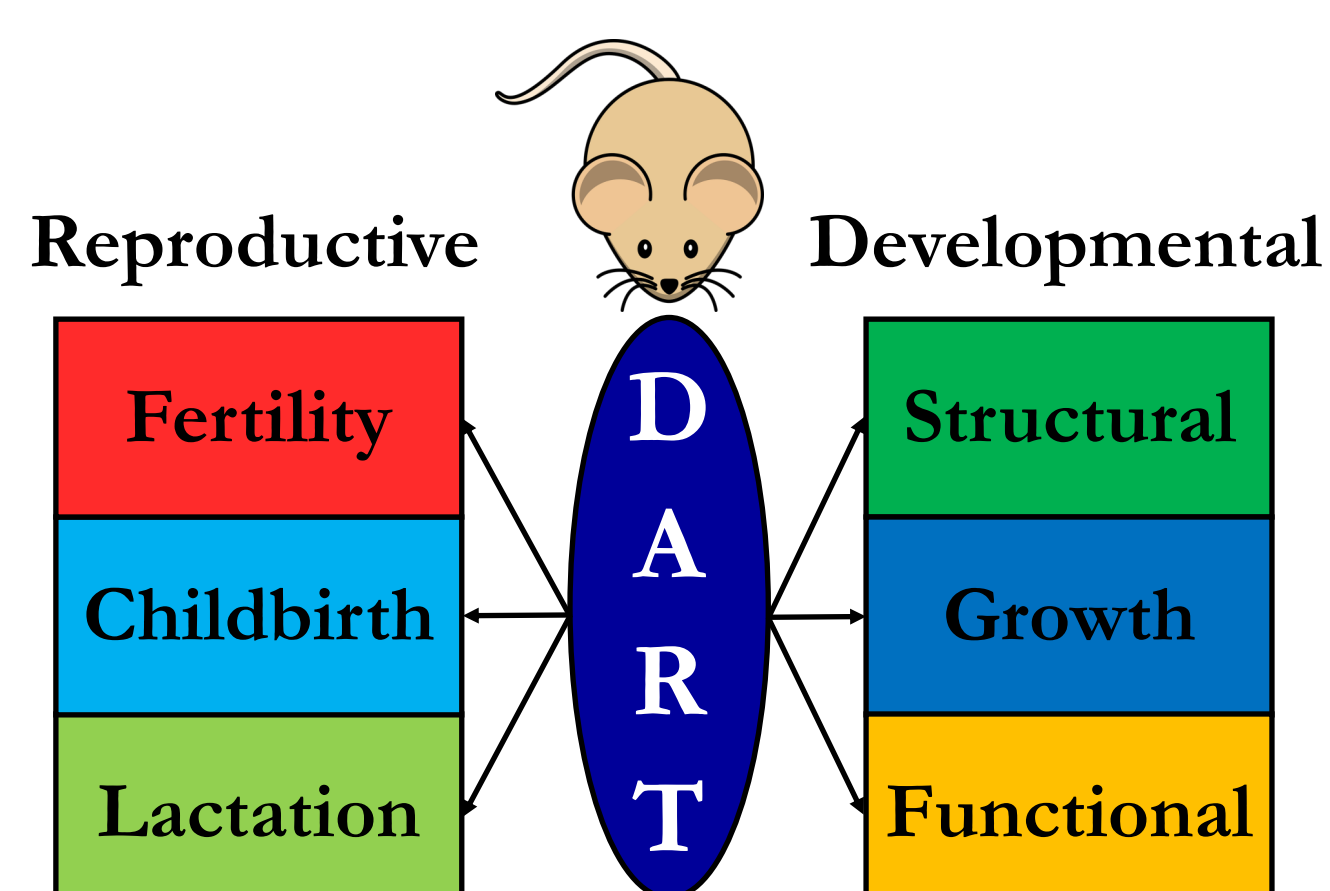 Reproductive
Fertility
Childbirth
Lactation
D
A
R
T
Developmental
Structural
Growth
Functional